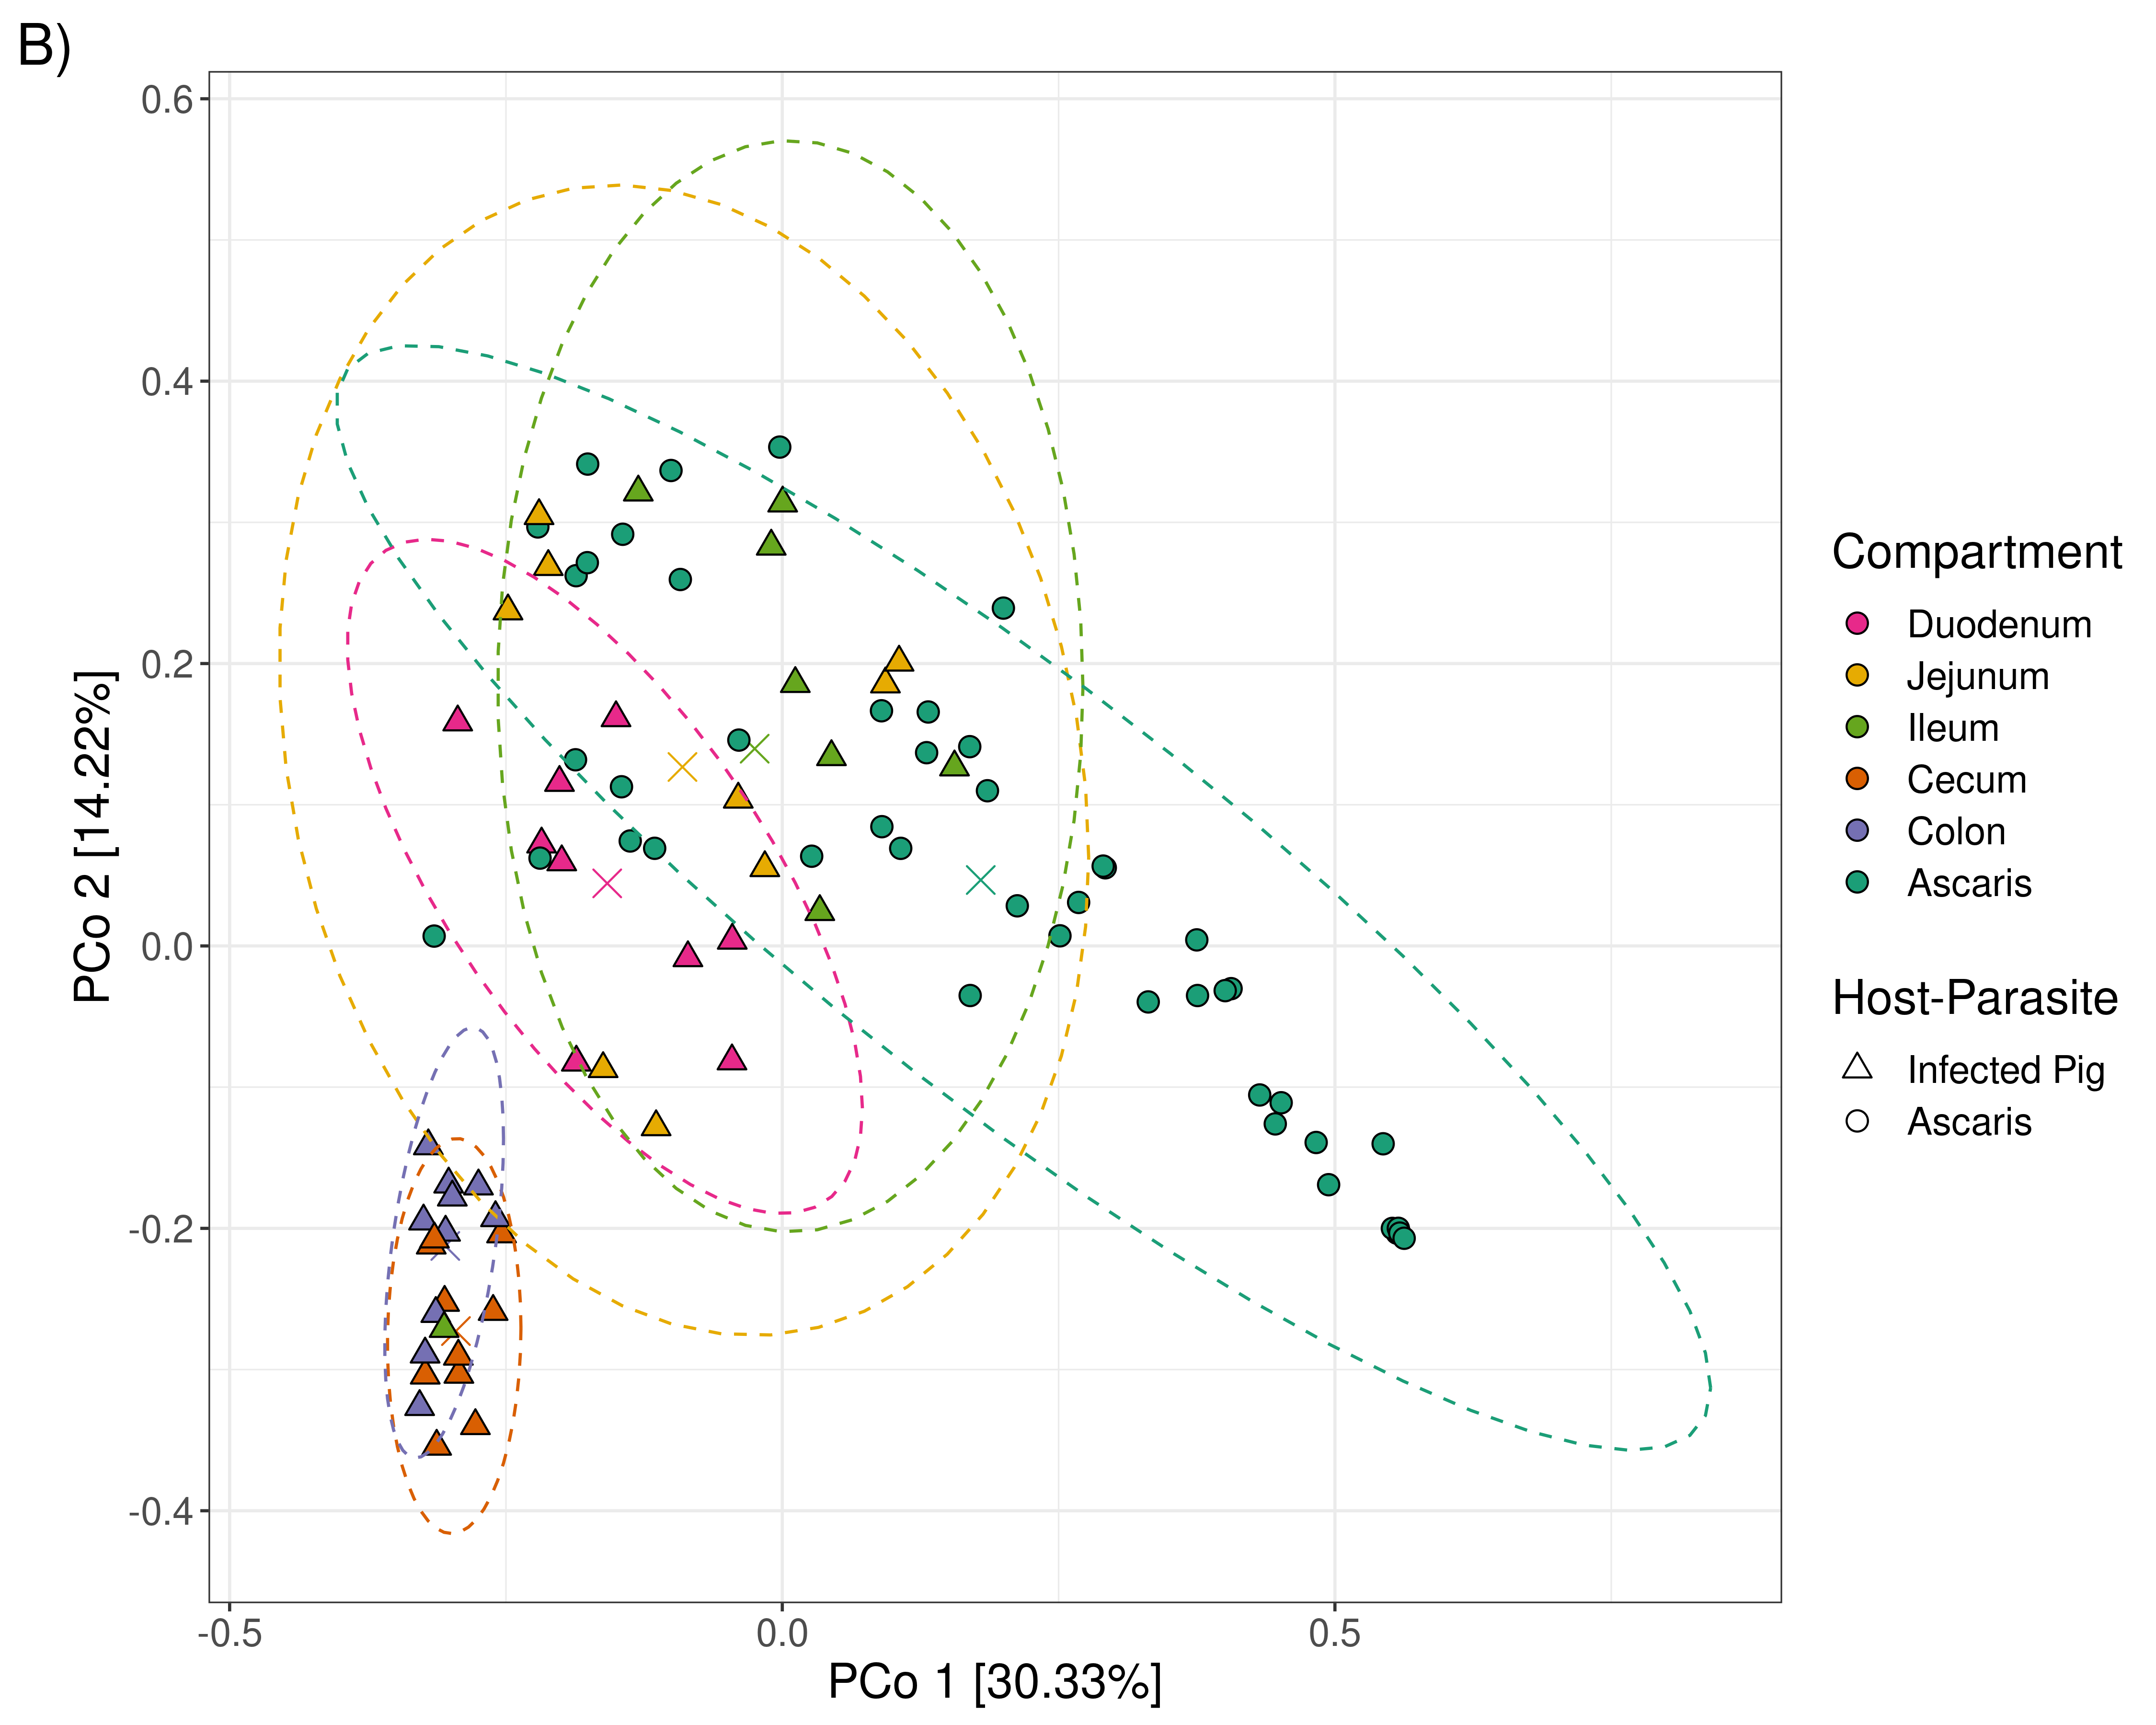 B)
0.6
0.4
0.2
0.0
-0.2
-0.4
PCo 2 [14.22%]
-0.5 0.0 0.5
PCo 1 [30.33%]
Compartment
Duodenum
Jejunum
Ileum
Cecum
Colon
Ascaris
Host-Parasite
Infected Pig
Ascaris